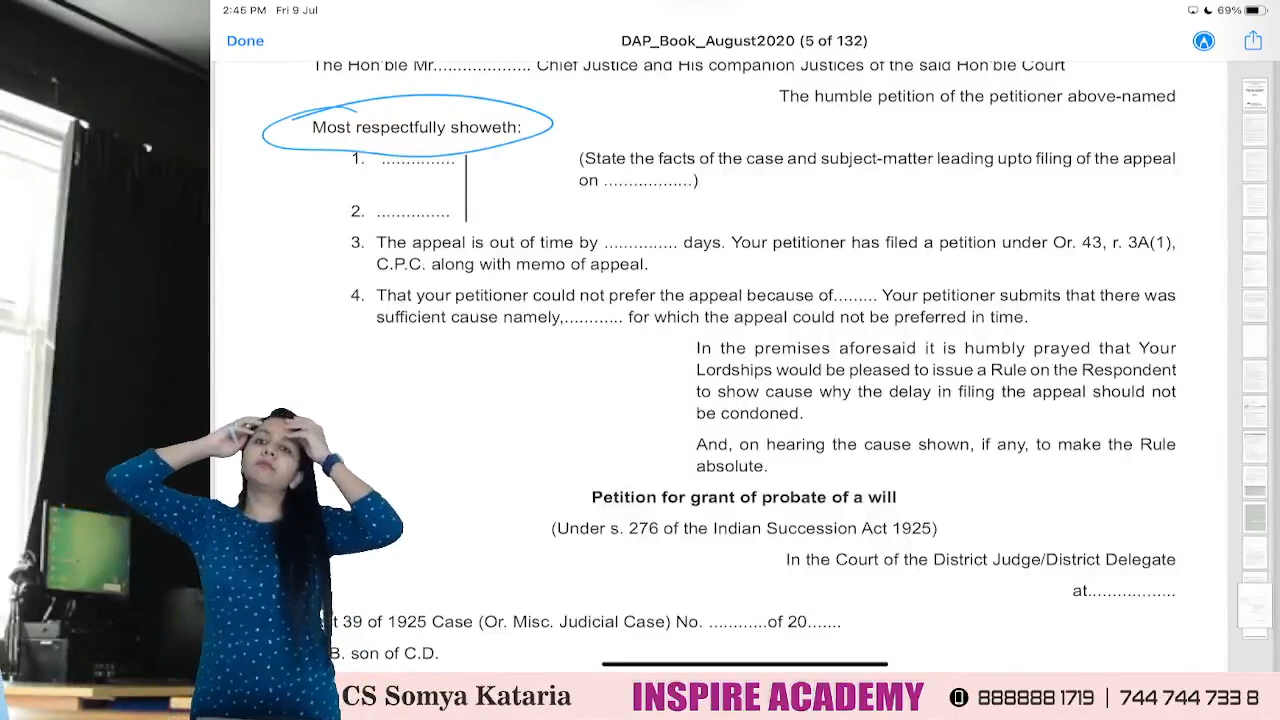 2:45 PM Fri 9 Jul
69%
Done
DAP_Book_August2020 (5 of 132)
The Hon'ble Mr.................... Chief Justice and His companion Justices of the said Hon'ble Court
The humble petition of the petitioner above-named
Most respectfully showeth:
1. ............... (State the facts of the case and subject-matter leading upto filing of the appeal
on ..................)
2. ...............
3. The appeal is out of time by ............... days. Your petitioner has filed a petition under Or. 43, r. 3A(1),
C.P.C. along with memo of appeal.
4. That your petitioner could not prefer the appeal because of......... Your petitioner submits that there was
sufficient cause namely,............ for which the appeal could not be preferred in time.
In the premises aforesaid it is humbly prayed that Your
Lordships would be pleased to issue a Rule on the Respondent
to show cause why the delay in filing the appeal should not
be condoned.
And, on hearing the cause shown, if any, to make the Rule
absolute.
Petition for grant of probate of a will
(Under s. 276 of the Indian Succession Act 1925)
In the Court of the District Judge/District Delegate
at..................
t 39 of 1925 Case (Or. Misc. Judicial Case) No. ............of 20.......
B. son of C.D.
CS Somya Kataria
INSPIRE ACADEMY
888888 1719 | 744 744 733 8